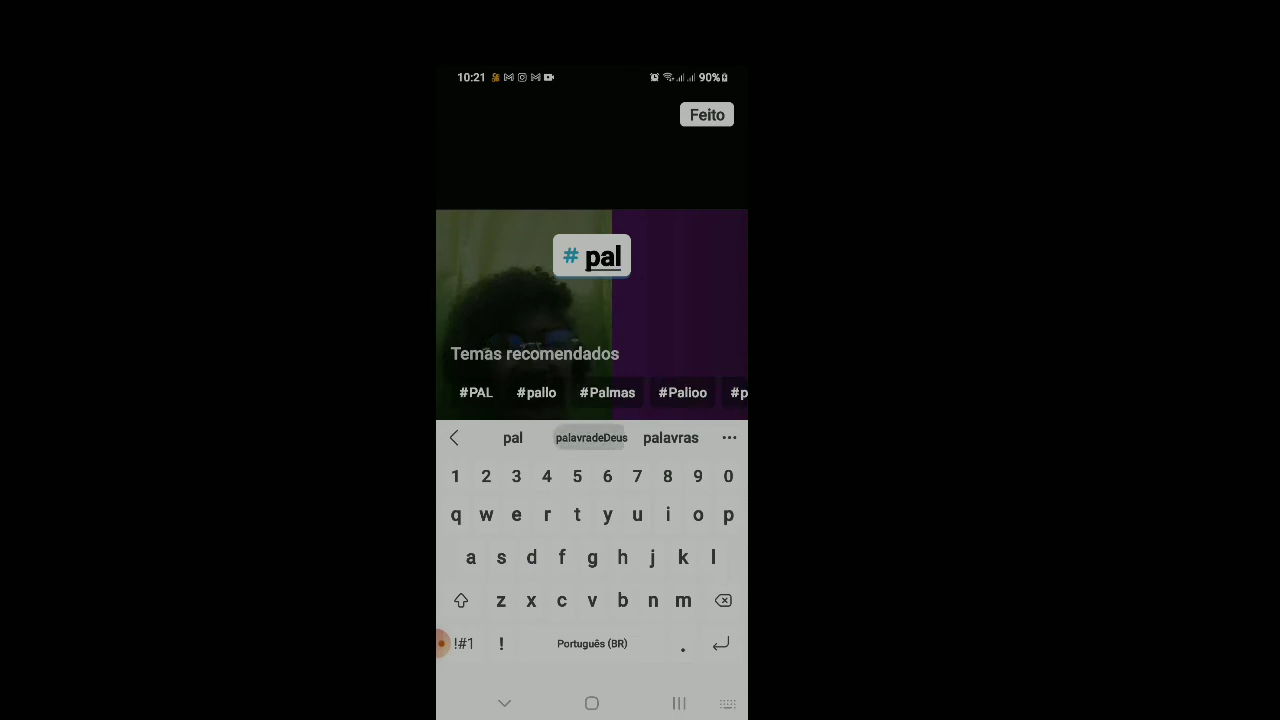 10:21 90%
Feito
# pal
Temas recomendados
#PAL #pallo #Palmas #Palioo #p
pal palavradeDeus palavras
1 2 3 4 5 6 7 8 9 0
q w e r t y u i o p
a s d f g h j k l
z x c v b n m
!#1 ! Português (BR) .